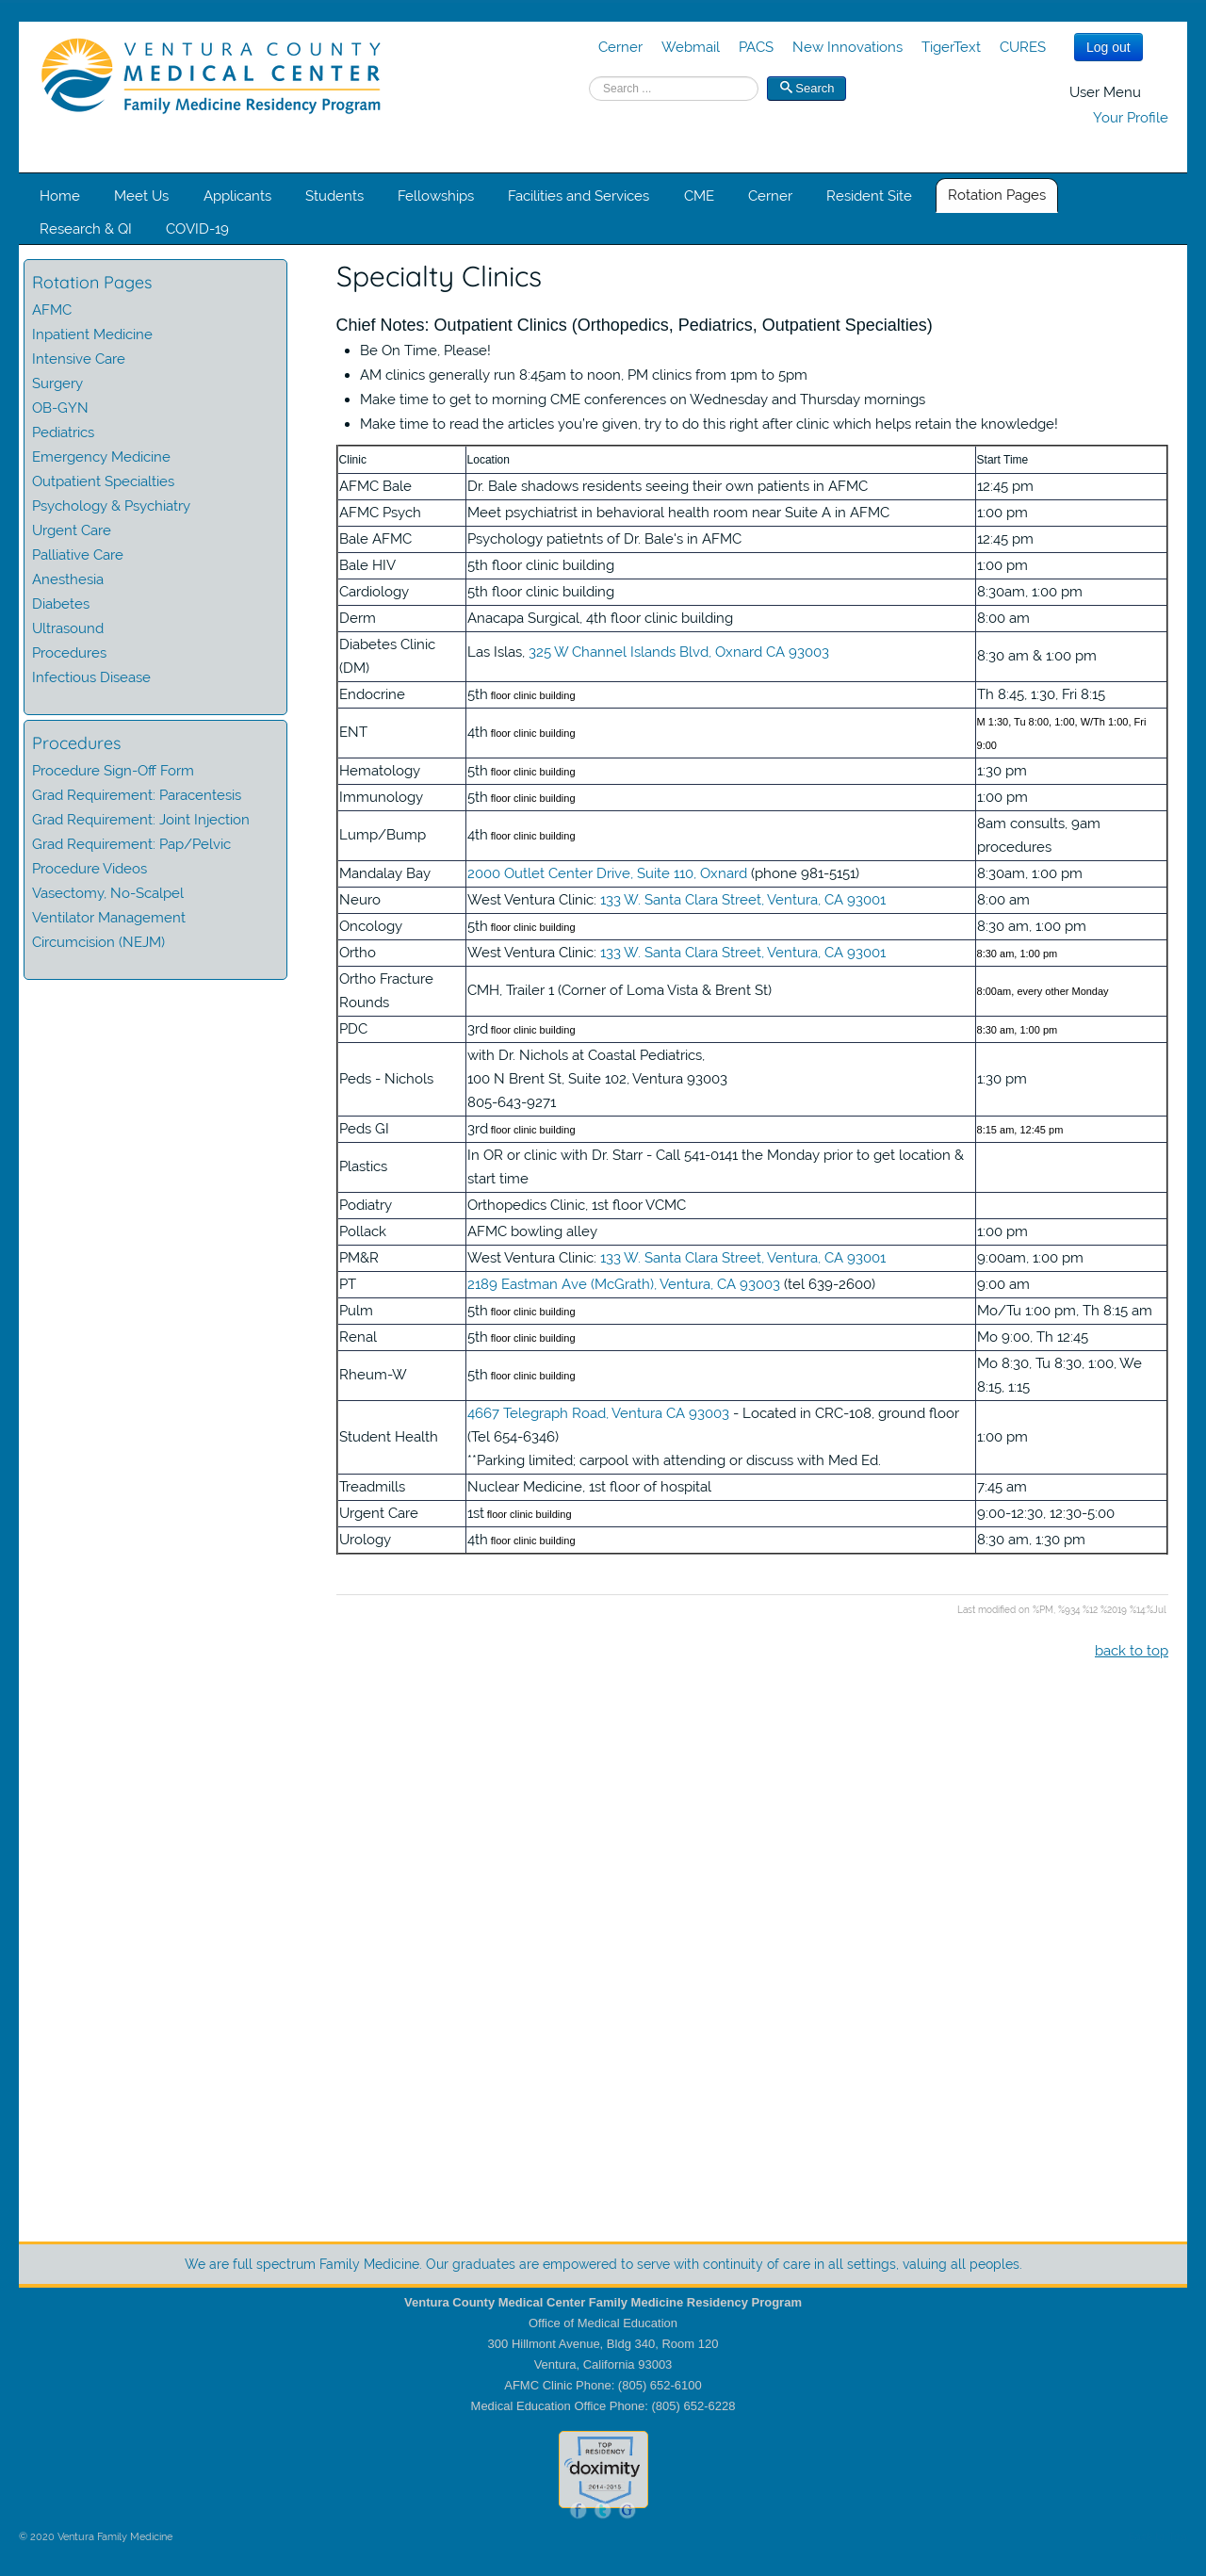 VENTURA COUNTY
MEDICAL CENTER
Family Medicine Residency Program
Cerner Webmail PACS New Innovations TigerText CURES Log out
Search ... Search
User Menu
Your Profile
Home Meet Us Applicants Students Fellowships Facilities and Services CME Cerner Resident Site Rotation Pages
Research & QI COVID-19
Rotation Pages
AFMC
Inpatient Medicine
Intensive Care
Surgery
OB-GYN
Pediatrics
Emergency Medicine
Outpatient Specialties
Psychology & Psychiatry
Urgent Care
Palliative Care
Anesthesia
Diabetes
Ultrasound
Procedures
Infectious Disease
Procedures
Procedure Sign-Off Form
Grad Requirement: Paracentesis
Grad Requirement: Joint Injection
Grad Requirement: Pap/Pelvic
Procedure Videos
Vasectomy, No-Scalpel
Ventilator Management
Circumcision (NEJM)
Specialty Clinics
Chief Notes: Outpatient Clinics (Orthopedics, Pediatrics, Outpatient Specialties)
• Be On Time, Please!
• AM clinics generally run 8:45am to noon, PM clinics from 1pm to 5pm
• Make time to get to morning CME conferences on Wednesday and Thursday mornings
• Make time to read the articles you're given, try to do this right after clinic which helps retain the knowledge!
Clinic Location Start Time
AFMC Bale Dr. Bale shadows residents seeing their own patients in AFMC 12:45 pm
AFMC Psych Meet psychiatrist in behavioral health room near Suite A in AFMC 1:00 pm
Bale AFMC Psychology patietnts of Dr. Bale's in AFMC 12:45 pm
Bale HIV 5th floor clinic building 1:00 pm
Cardiology 5th floor clinic building 8:30am, 1:00 pm
Derm Anacapa Surgical, 4th floor clinic building 8:00 am
Diabetes Clinic
(DM) Las Islas, 325 W Channel Islands Blvd, Oxnard CA 93003 8:30 am & 1:00 pm
Endocrine 5th floor clinic building Th 8:45, 1:30, Fri 8:15
ENT 4th floor clinic building M 1:30, Tu 8:00, 1:00, W/Th 1:00, Fri
9:00
Hematology 5th floor clinic building 1:30 pm
Immunology 5th floor clinic building 1:00 pm
Lump/Bump 4th floor clinic building 8am consults, 9am
procedures
Mandalay Bay 2000 Outlet Center Drive, Suite 110, Oxnard (phone 981-5151) 8:30am, 1:00 pm
Neuro West Ventura Clinic: 133 W. Santa Clara Street, Ventura, CA 93001 8:00 am
Oncology 5th floor clinic building 8:30 am, 1:00 pm
Ortho West Ventura Clinic: 133 W. Santa Clara Street, Ventura, CA 93001 8:30 am, 1:00 pm
Ortho Fracture
Rounds CMH, Trailer 1 (Corner of Loma Vista & Brent St) 8:00am, every other Monday
PDC 3rd floor clinic building 8:30 am, 1:00 pm
Peds - Nichols with Dr. Nichols at Coastal Pediatrics,
100 N Brent St, Suite 102, Ventura 93003
805-643-9271 1:30 pm
Peds GI 3rd floor clinic building 8:15 am, 12:45 pm
Plastics In OR or clinic with Dr. Starr - Call 541-0141 the Monday prior to get location &
start time
Podiatry Orthopedics Clinic, 1st floor VCMC
Pollack AFMC bowling alley 1:00 pm
PM&R West Ventura Clinic: 133 W. Santa Clara Street, Ventura, CA 93001 9:00am, 1:00 pm
PT 2189 Eastman Ave (McGrath), Ventura, CA 93003 (tel 639-2600) 9:00 am
Pulm 5th floor clinic building Mo/Tu 1:00 pm, Th 8:15 am
Renal 5th floor clinic building Mo 9:00, Th 12:45
Rheum-W 5th floor clinic building Mo 8:30, Tu 8:30, 1:00, We
8:15, 1:15
Student Health 4667 Telegraph Road, Ventura CA 93003 - Located in CRC-108, ground floor
(Tel 654-6346)
**Parking limited; carpool with attending or discuss with Med Ed. 1:00 pm
Treadmills Nuclear Medicine, 1st floor of hospital 7:45 am
Urgent Care 1st floor clinic building 9:00-12:30, 12:30-5:00
Urology 4th floor clinic building 8:30 am, 1:30 pm
Last modified on %PM, %934 %12 %2019 %14:%Jul
back to top
We are full spectrum Family Medicine. Our graduates are empowered to serve with continuity of care in all settings, valuing all peoples.
Ventura County Medical Center Family Medicine Residency Program
Office of Medical Education
300 Hillmont Avenue, Bldg 340, Room 120
Ventura, California 93003
AFMC Clinic Phone: (805) 652-6100
Medical Education Office Phone: (805) 652-6228
TOP
RESIDENCY
doximity
2014-2015
f t G
© 2020 Ventura Family Medicine